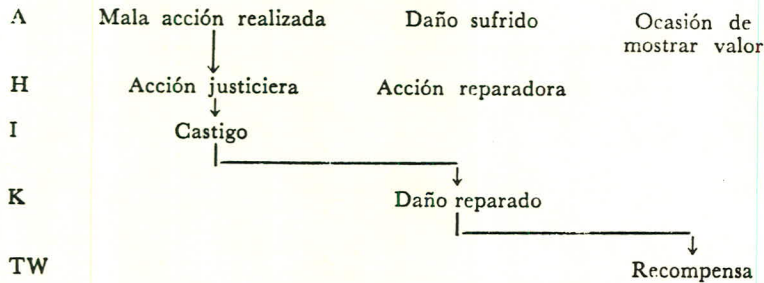 A Mala acción realizada Daño sufrido Ocasión de
mostrar valor
H Acción justiciera Acción reparadora
I Castigo
K Daño reparado
TW Recompensa